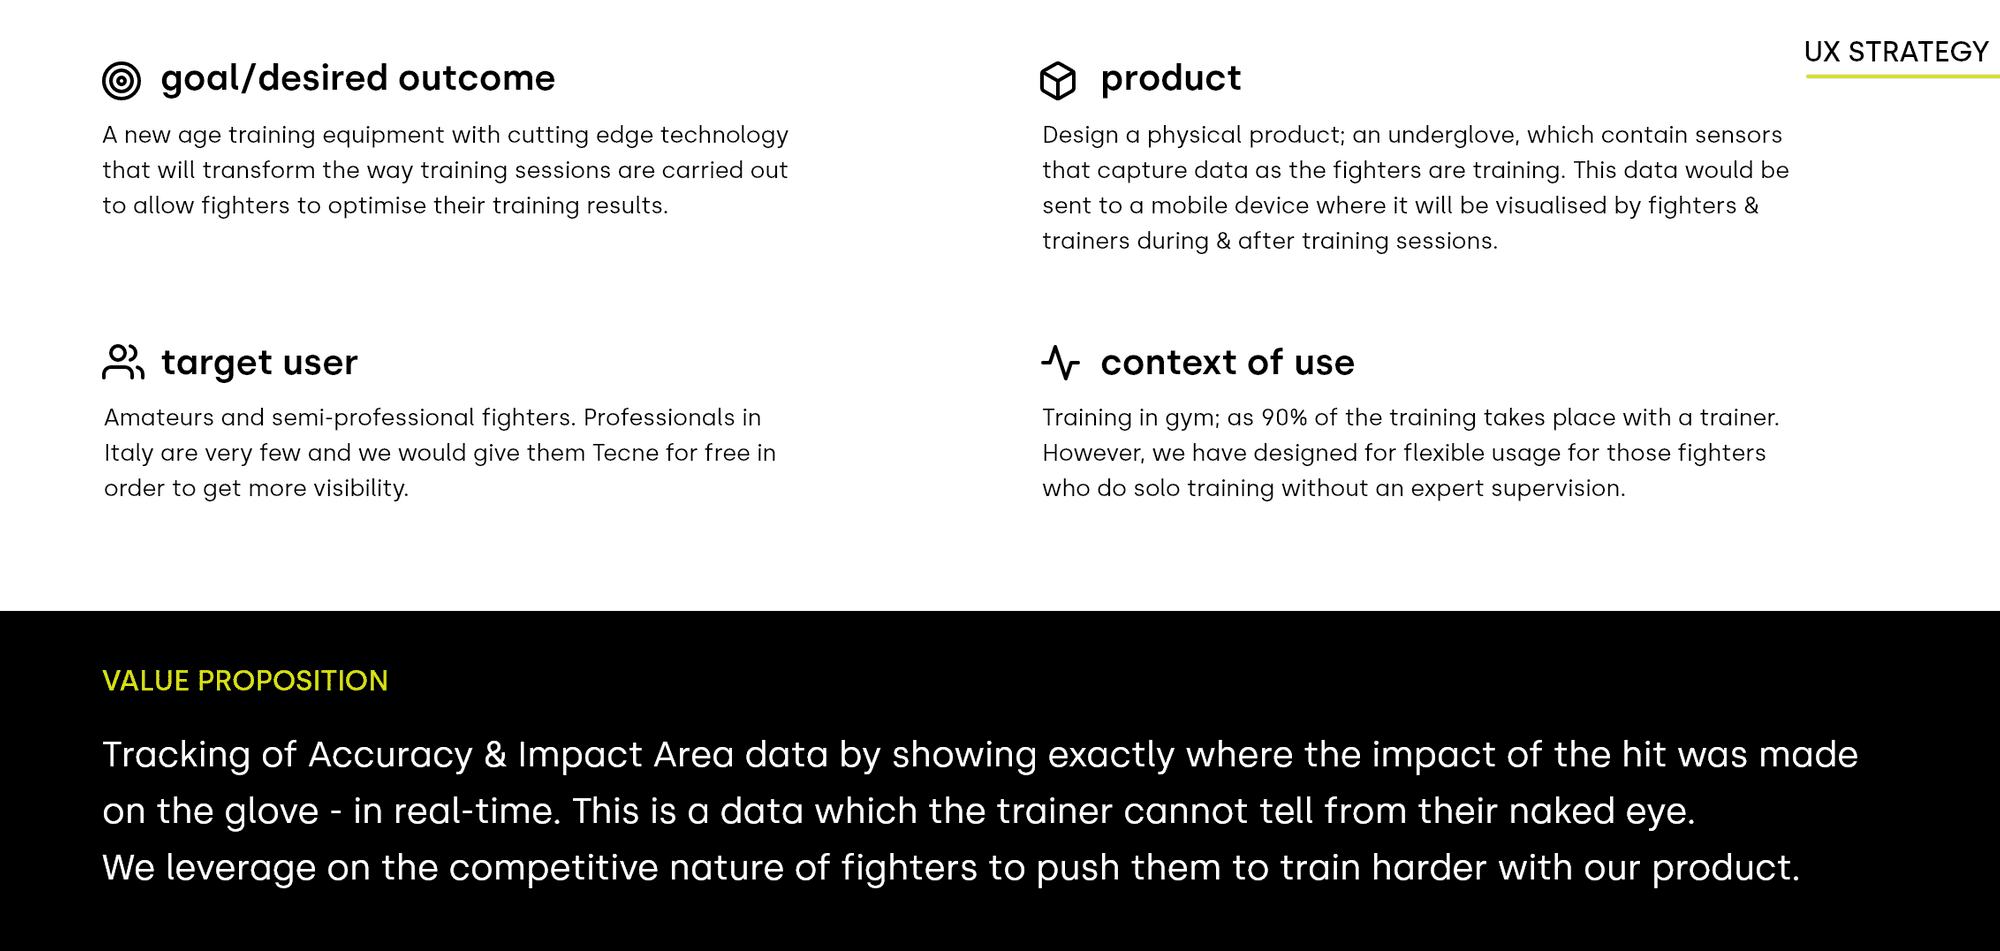 UX STRATEGY
goal/desired outcome
A new age training equipment with cutting edge technology
that will transform the way training sessions are carried out
to allow fighters to optimise their training results.
product
Design a physical product; an underglove, which contain sensors
that capture data as the fighters are training. This data would be
sent to a mobile device where it will be visualised by fighters &
trainers during & after training sessions.
target user
Amateurs and semi-professional fighters. Professionals in
Italy are very few and we would give them Tecne for free in
order to get more visibility.
context of use
Training in gym; as 90% of the training takes place with a trainer.
However, we have designed for flexible usage for those fighters
who do solo training without an expert supervision.
VALUE PROPOSITION
Tracking of Accuracy & Impact Area data by showing exactly where the impact of the hit was made
on the glove - in real-time. This is a data which the trainer cannot tell from their naked eye.
We leverage on the competitive nature of fighters to push them to train harder with our product.